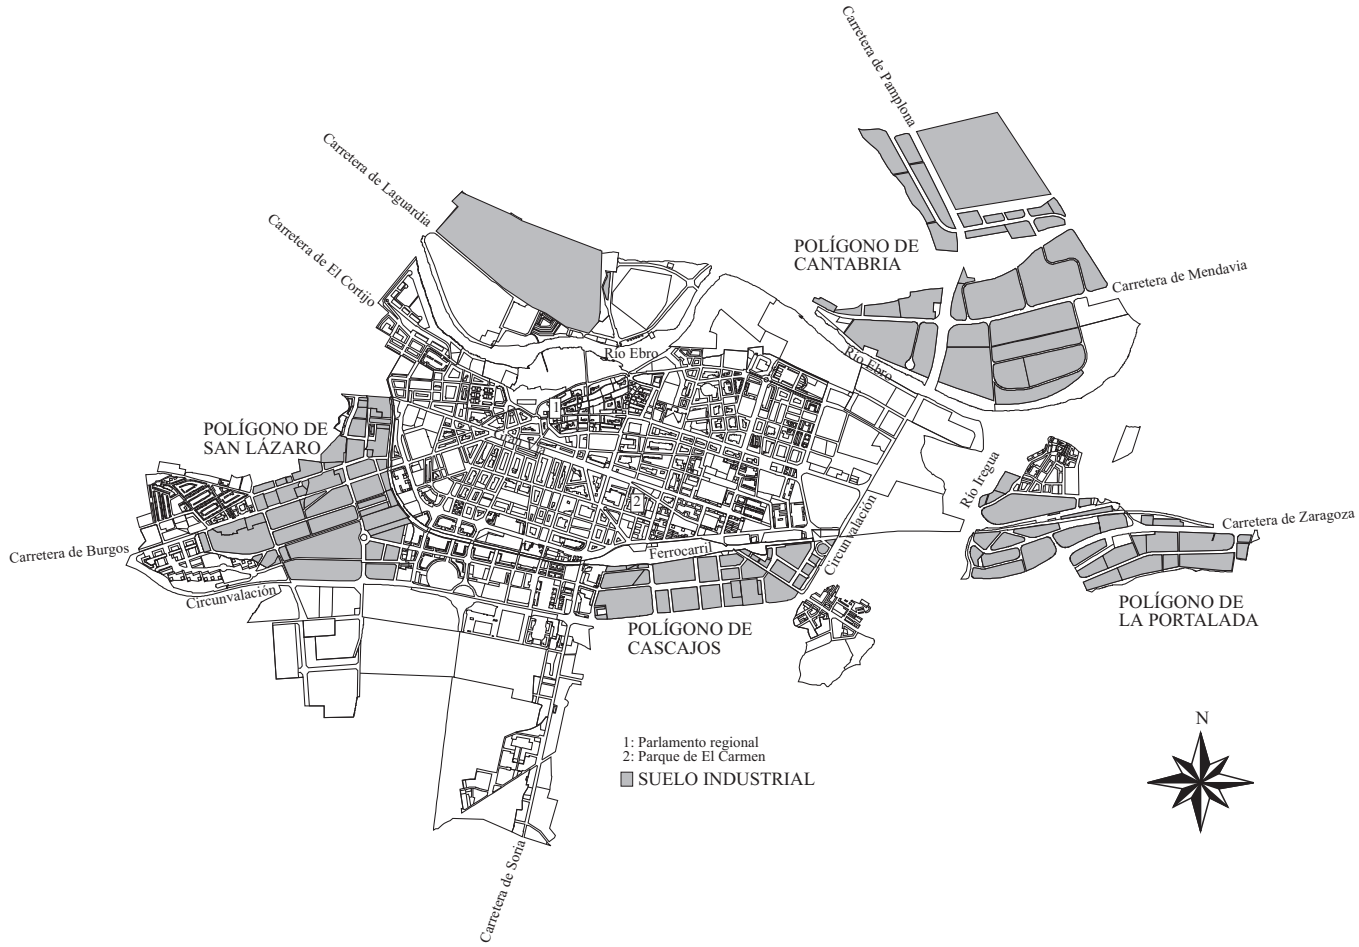 Carretera de Pamplona
Carretera de Laguardia
Carretera de El Cortijo
POLÍGONO DE
CANTABRIA
Carretera de Mendavia
Río Ebro
Río Ebro
1
POLÍGONO DE
SAN LÁZARO
Río Iregua
2
Circunvalación
Carretera de Zaragoza
Carretera de Burgos
Ferrocarril
Circunvalación
POLÍGONO DE
LA PORTALADA
POLÍGONO DE
CASCAJOS
N
1: Parlamento regional
2: Parque de El Carmen
SUELO INDUSTRIAL
Carretera de Soria